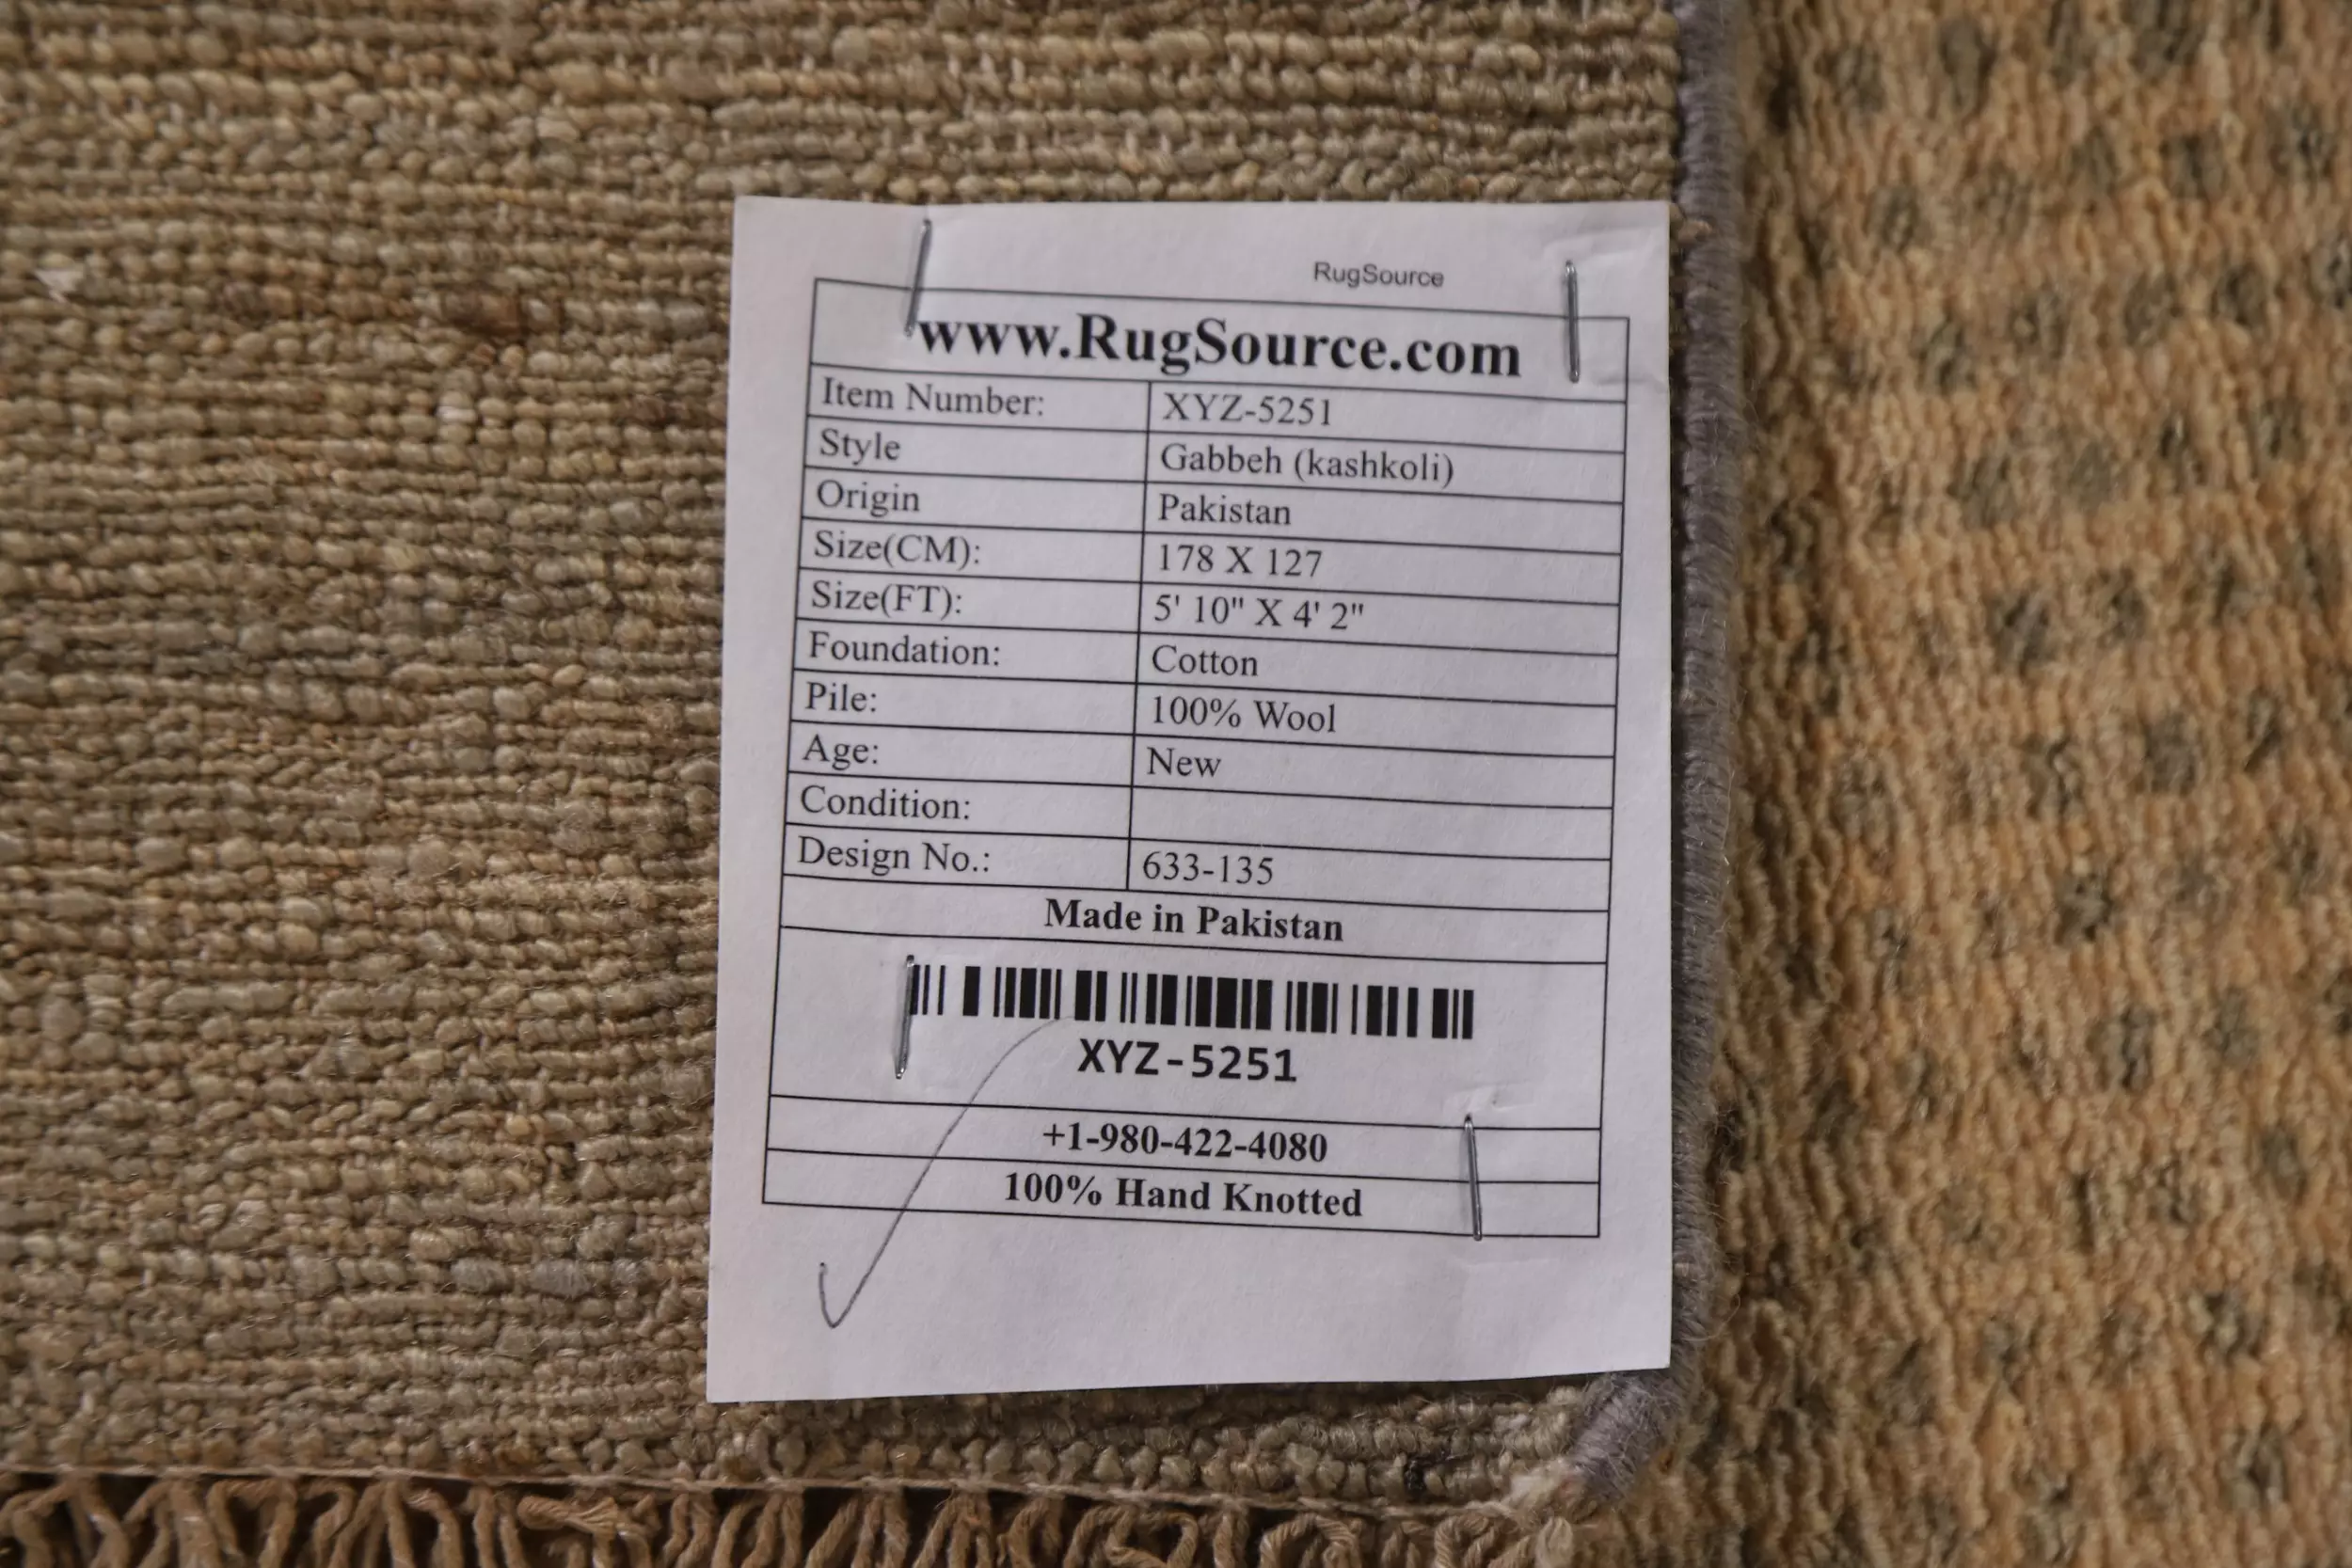 RugSource
www.RugSource.com
Item Number: XYZ-5251
Style Gabbeh (kashkoli)
Origin Pakistan
Size(CM): 178 X 127
Size(FT): 5' 10" X 4' 2"
Foundation: Cotton
Pile: 100% Wool
Age: New
Condition:
Design No.: 633-135
Made in Pakistan
XYZ-5251
+1-980-422-4080
100% Hand Knotted